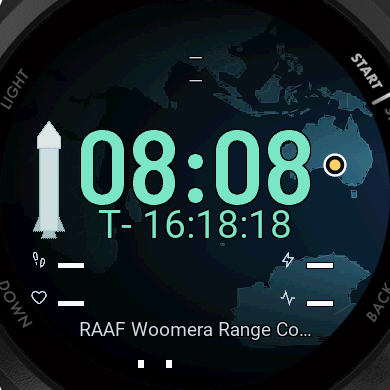 LIGHT
START
08:08
T- 16:18:18
RAAF Woomera Range Co...
DOWN
BACK